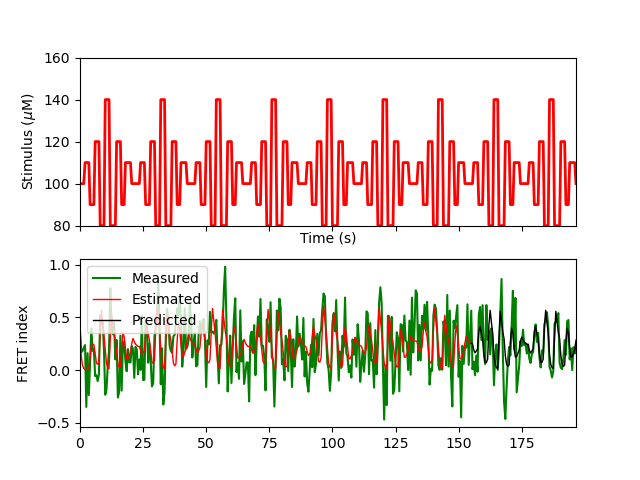 160
140
120
100
80
Stimulus (μM)
Time (s)
1.0
0.5
0.0
−0.5
FRET index
Measured
Estimated
Predicted
0 25 50 75 100 125 150 175